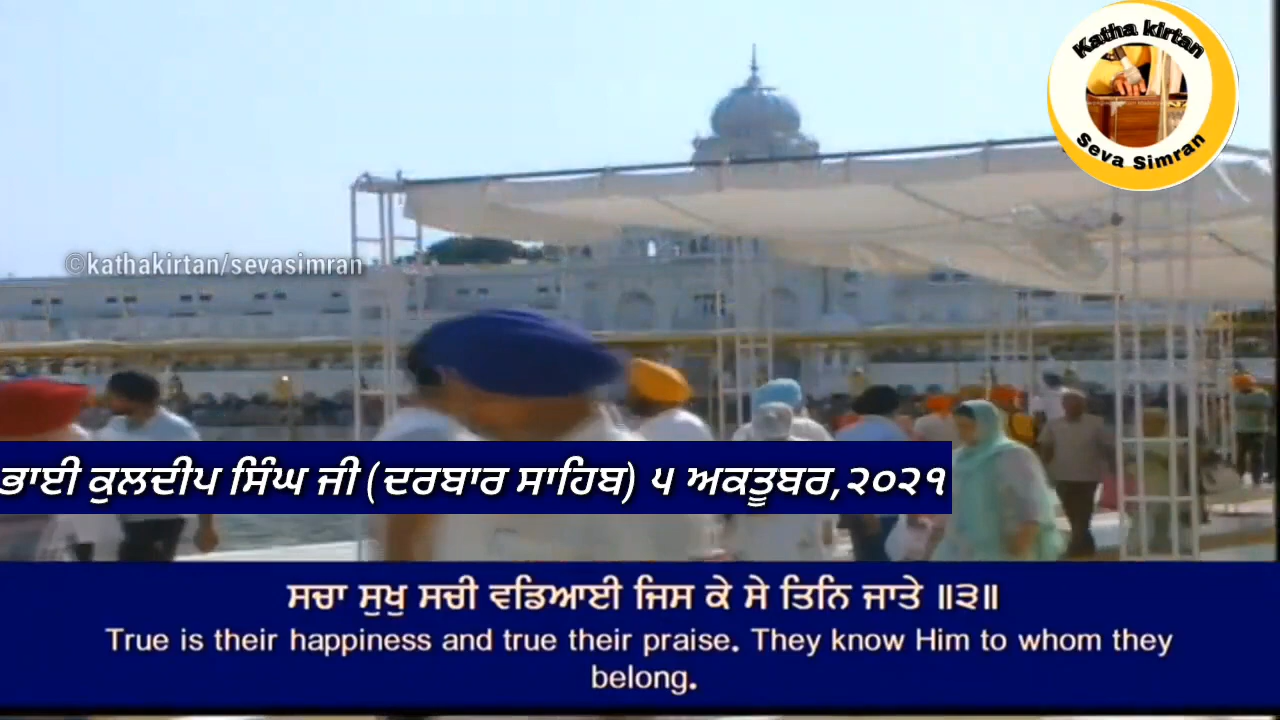 Katha kirtan
Seva Simran
©kathakirtan/sevasimran
ਭਾਈ ਕੁਲਦੀਪ ਸਿੰਘ ਜੀ (ਦਰਬਾਰ ਸਾਹਿਬ) ੫ ਅਕਤੂਬਰ,੨੦੨੧
ਸਚਾ ਸੁਖੁ ਸਚੀ ਵਡਿਆਈ ਜਿਸ ਕੇ ਸੇ ਤਿਨਿ ਜਾਤੇ ॥੩॥
True is their happiness and true their praise. They know Him to whom they
belong.